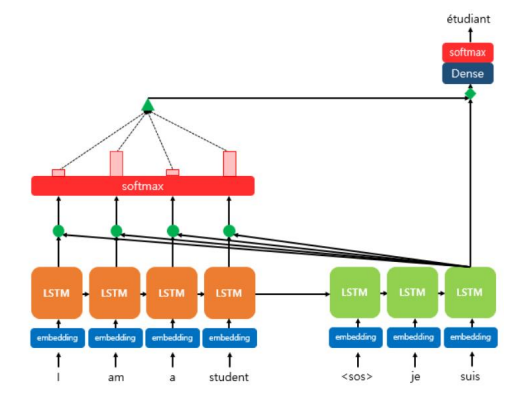 étudiant
softmax
Dense
softmax
LSTM LSTM LSTM LSTM LSTM LSTM LSTM
embedding embedding embedding embedding embedding embedding embedding
I am a student <sos> je suis